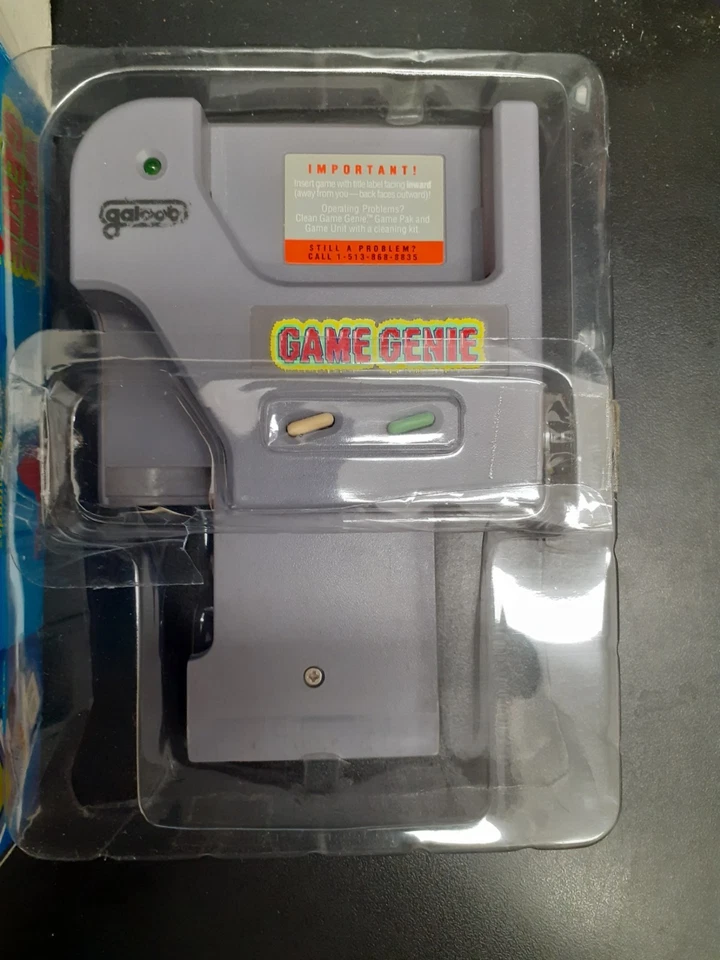 galoob
IMPORTANT!
Insert game with title label facing inward
(away from you — back faces outward)!
Operating Problems?
Clean Game Genie™ Game Pak and
Game Unit with a cleaning kit.
STILL A PROBLEM?
CALL 1-513-868-8835
GAME GENIE